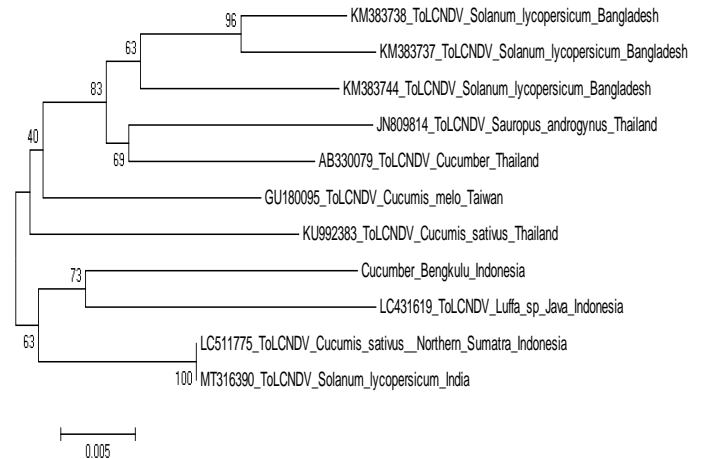 96
KM383738_ToLCNDV_Solanum_lycopersicum_Bangladesh
63
KM383737_ToLCNDV_Solanum_lycopersicum_Bangladesh
83
KM383744_ToLCNDV_Solanum_lycopersicum_Bangladesh
JN809814_ToLCNDV_Sauropus_androgynus_Thailand
40
69
AB330079_ToLCNDV_Cucumber_Thailand
GU180095_ToLCNDV_Cucumis_melo_Taiwan
KU992383_ToLCNDV_Cucumis_sativus_Thailand
73
Cucumber_Bengkulu_Indonesia
LC431619_ToLCNDV_Luffa_sp_Java_Indonesia
63
LC511775_ToLCNDV_Cucumis_sativus__Northern_Sumatra_Indonesia
100
MT316390_ToLCNDV_Solanum_lycopersicum_India
0.005